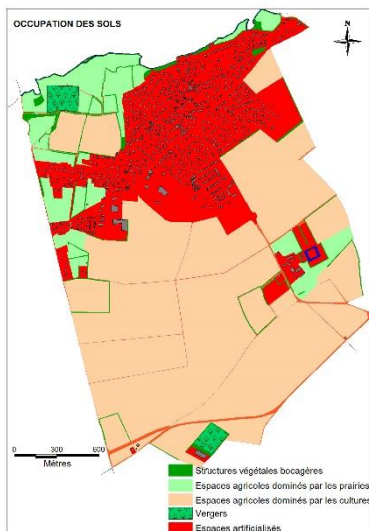 OCCUPATION DES SOLS
N
0 300 600
Mètres
Structures végétales bocagères
Espaces agricoles dominés par les prairies
Espaces agricoles dominés par les cultures
Vergers
Espaces artificialisés